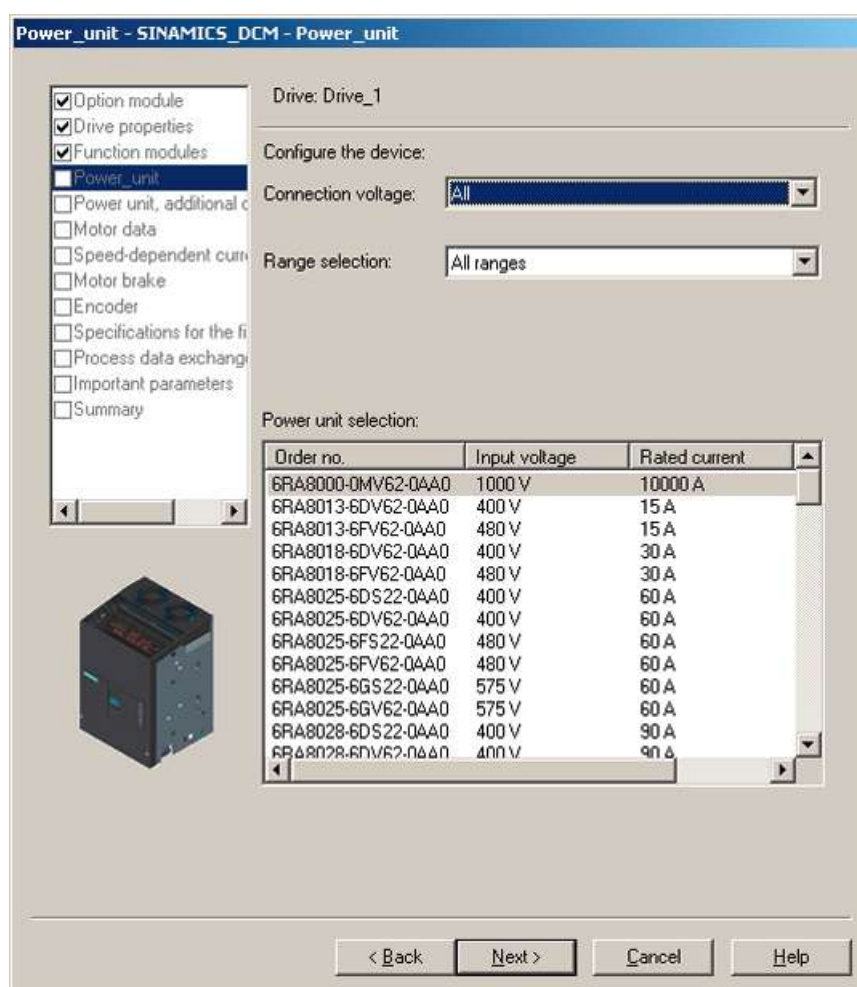 Power_unit - SINAMICS_DCM - Power_unit
Option module
Drive properties
Function modules
Power_unit
Power unit, additional
Motor data
Speed-dependent curr
Motor brake
Encoder
Specifications for the fi
Process data exchang
Important parameters
Summary
Drive: Drive_1
Configure the device:
Connection voltage: All
Range selection: All ranges
Power unit selection:
Order no. Input voltage Rated current
6RA8000-0MV62-0AA0 1000 V 10000 A
6RA8013-6DV62-0AA0 400 V 15 A
6RA8013-6FV62-0AA0 480 V 15 A
6RA8018-6DV62-0AA0 400 V 30 A
6RA8018-6FV62-0AA0 480 V 30 A
6RA8025-6DS22-0AA0 400 V 60 A
6RA8025-6DV62-0AA0 400 V 60 A
6RA8025-6FS22-0AA0 480 V 60 A
6RA8025-6FV62-0AA0 480 V 60 A
6RA8025-6GS22-0AA0 575 V 60 A
6RA8025-6GV62-0AA0 575 V 60 A
6RA8028-6DS22-0AA0 400 V 90 A
6RA8028-6DV62-0AA0 400 V 90 A
< Back Next > Cancel Help